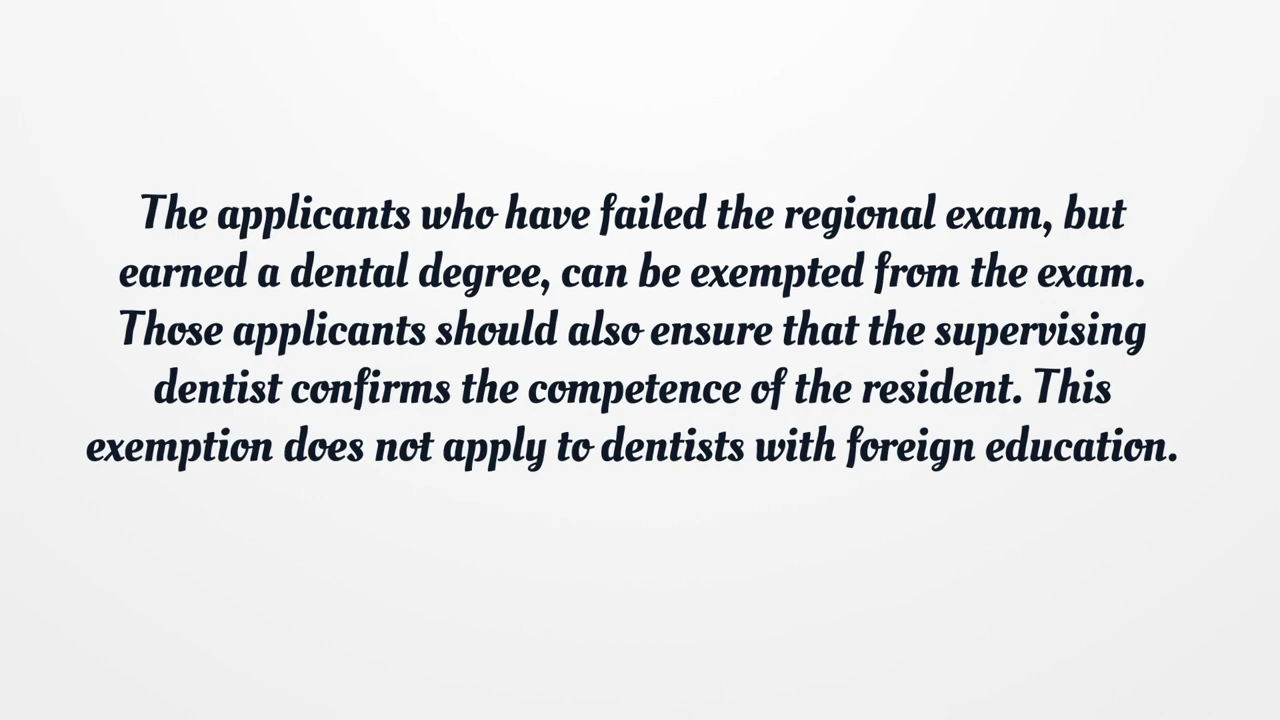 The applicants who have failed the regional exam, but
earned a dental degree, can be exempted from the exam.
Those applicants should also ensure that the supervising
dentist confirms the competence of the resident. This
exemption does not apply to dentists with foreign education.